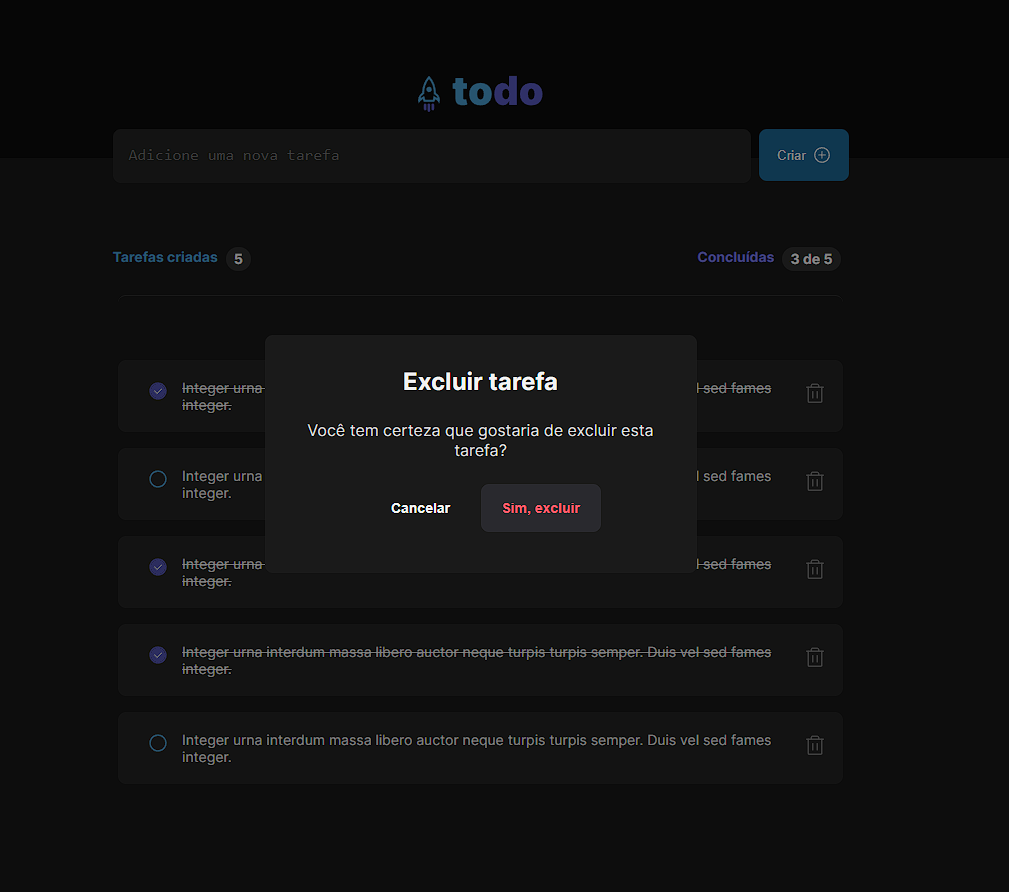 todo
Adicione uma nova tarefa
Criar
Tarefas criadas 5
Concluídas 3 de 5
Integer urna l sed fames
integer.
Integer urna l sed fames
integer.
Integer urna l sed fames
integer.
Excluir tarefa
Você tem certeza que gostaria de excluir esta
tarefa?
Cancelar
Sim, excluir
Integer urna interdum massa libero auctor neque turpis turpis semper. Duis vel sed fames
integer.
Integer urna interdum massa libero auctor neque turpis turpis semper. Duis vel sed fames
integer.